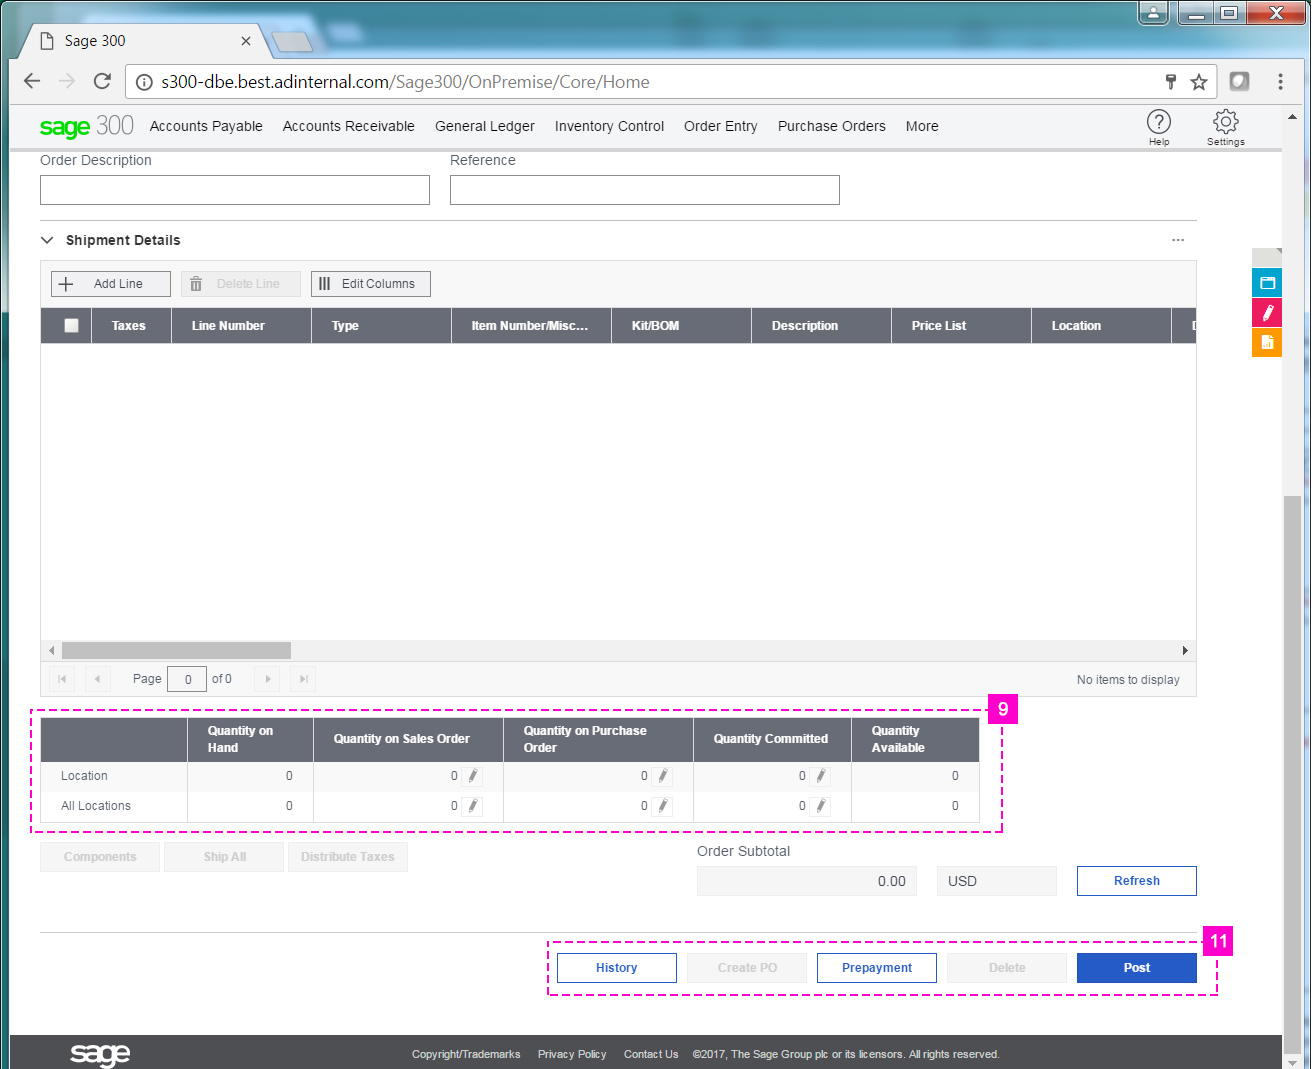 Sage 300
s300-dbe.best.adinternal.com/Sage300/OnPremise/Core/Home
sage 300 Accounts Payable Accounts Receivable General Ledger Inventory Control Order Entry Purchase Orders More Help Settings
Order Description Reference
Shipment Details ...
Add Line Delete Line Edit Columns
Taxes Line Number Type Item Number/Misc... Kit/BOM Description Price List Location
Page 0 of 0 No items to display
9
Quantity on Hand Quantity on Sales Order Quantity on Purchase Order Quantity Committed Quantity Available
Location 0 0 0 0 0
All Locations 0 0 0 0 0
Components Ship All Distribute Taxes
Order Subtotal
0.00 USD Refresh
11
History Create PO Prepayment Delete Post
sage Copyright/Trademarks Privacy Policy Contact Us ©2017, The Sage Group plc or its licensors. All rights reserved.